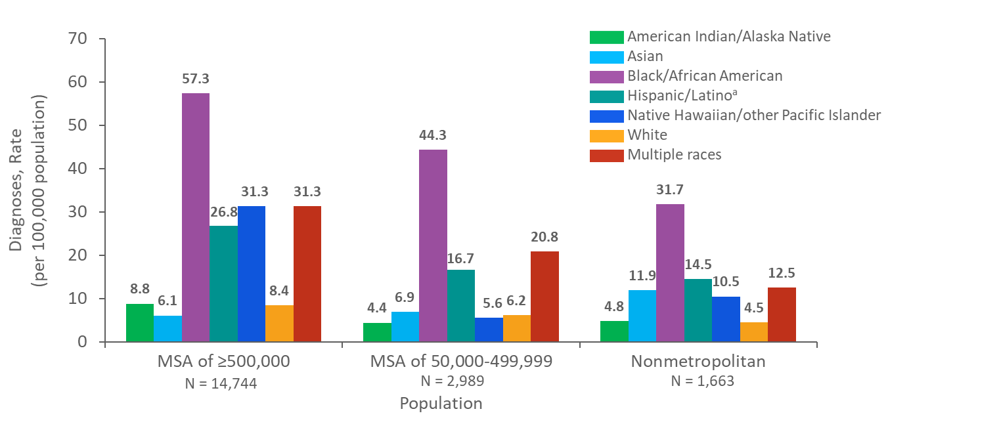 70
60
50
40
30
20
10
0
Diagnoses, Rate
(per 100,000 population)
American Indian/Alaska Native
Asian
Black/African American
Hispanic/Latinoᵃ
Native Hawaiian/other Pacific Islander
White
Multiple races
8.8
6.1
57.3
26.8
31.3
8.4
31.3
4.4
6.9
44.3
16.7
5.6
6.2
20.8
4.8
11.9
31.7
14.5
10.5
4.5
12.5
MSA of ≥500,000
N = 14,744
MSA of 50,000-499,999
N = 2,989
Nonmetropolitan
N = 1,663
Population